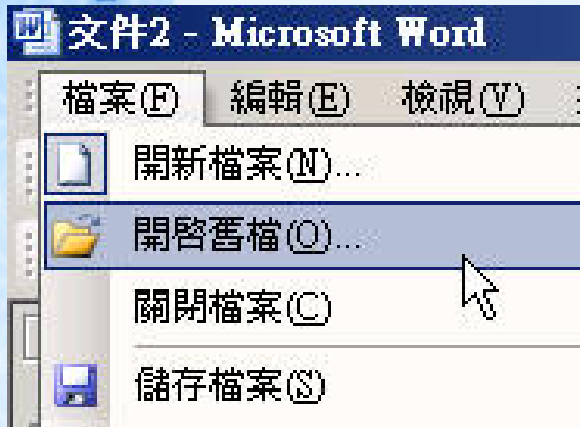 文件2 - Microsoft Word
檔案(F) 編輯(E) 檢視(V)
開新檔案(N)...
開啓舊檔(O)...
關閉檔案(C)
儲存檔案(S)